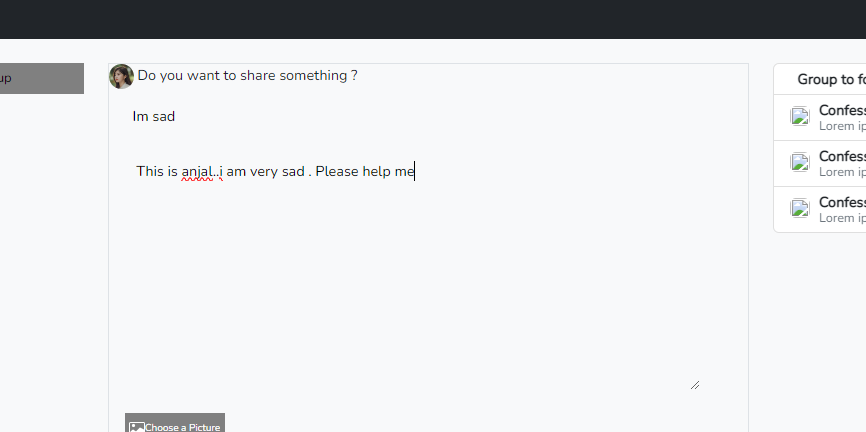 up
Do you want to share something ?
Im sad
This is anjal..i am very sad . Please help me
Choose a Picture
Group to fo
Confess
Lorem ip
Confess
Lorem ip
Confess
Lorem ip